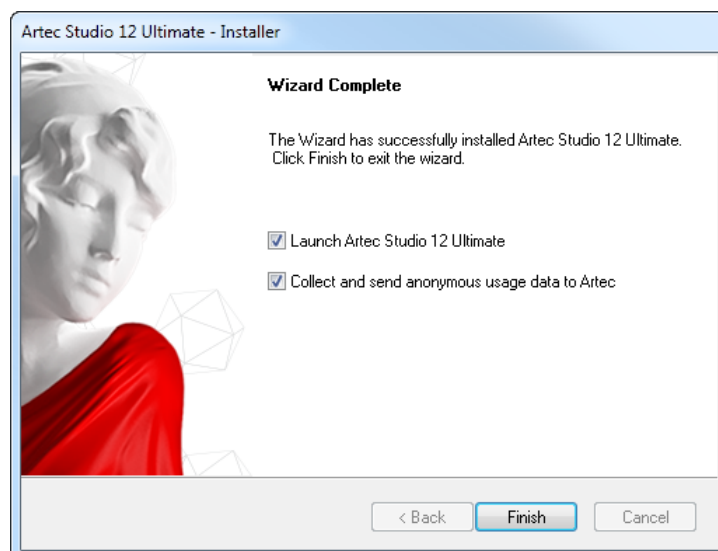 Artec Studio 12 Ultimate - Installer
Wizard Complete
The Wizard has successfully installed Artec Studio 12 Ultimate.
Click Finish to exit the wizard.
Launch Artec Studio 12 Ultimate
Collect and send anonymous usage data to Artec
< Back Finish Cancel